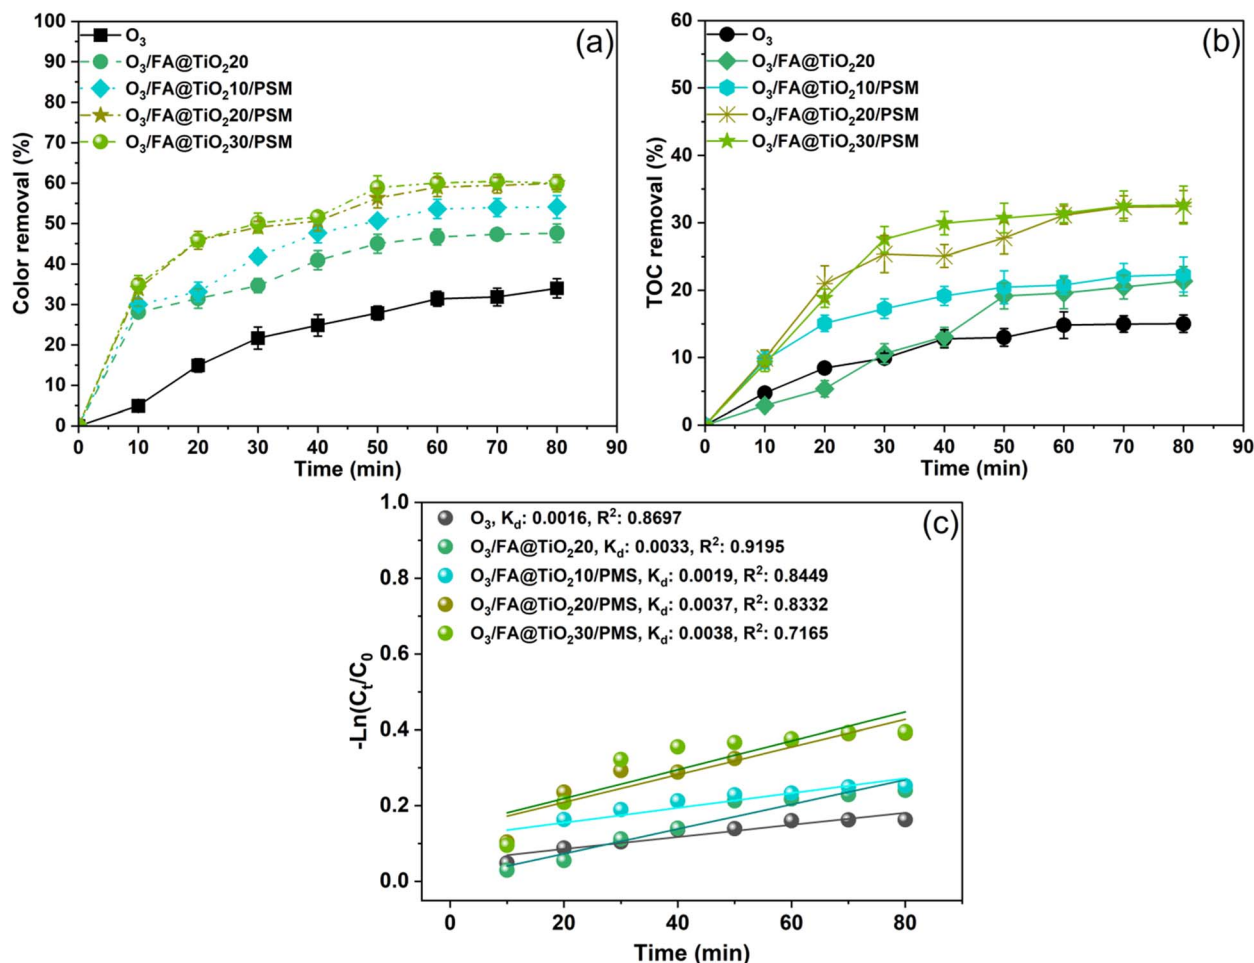 (a)
O₃
O₃/FA@TiO₂20
O₃/FA@TiO₂10/PSM
O₃/FA@TiO₂20/PSM
O₃/FA@TiO₂30/PSM
Color removal (%)
100
90
80
70
60
50
40
30
20
10
0
0 10 20 30 40 50 60 70 80 90
Time (min)
(b)
O₃
O₃/FA@TiO₂20
O₃/FA@TiO₂10/PSM
O₃/FA@TiO₂20/PSM
O₃/FA@TiO₂30/PSM
TOC removal (%)
60
50
40
30
20
10
0
0 10 20 30 40 50 60 70 80 90
Time (min)
(c)
O₃, K_d: 0.0016, R²: 0.8697
O₃/FA@TiO₂20, K_d: 0.0033, R²: 0.9195
O₃/FA@TiO₂10/PMS, K_d: 0.0019, R²: 0.8449
O₃/FA@TiO₂20/PMS, K_d: 0.0037, R²: 0.8332
O₃/FA@TiO₂30/PMS, K_d: 0.0038, R²: 0.7165
-Ln(C_t/C_0
1.0
0.8
0.6
0.4
0.2
0.0
0 20 40 60 80
Time (min)